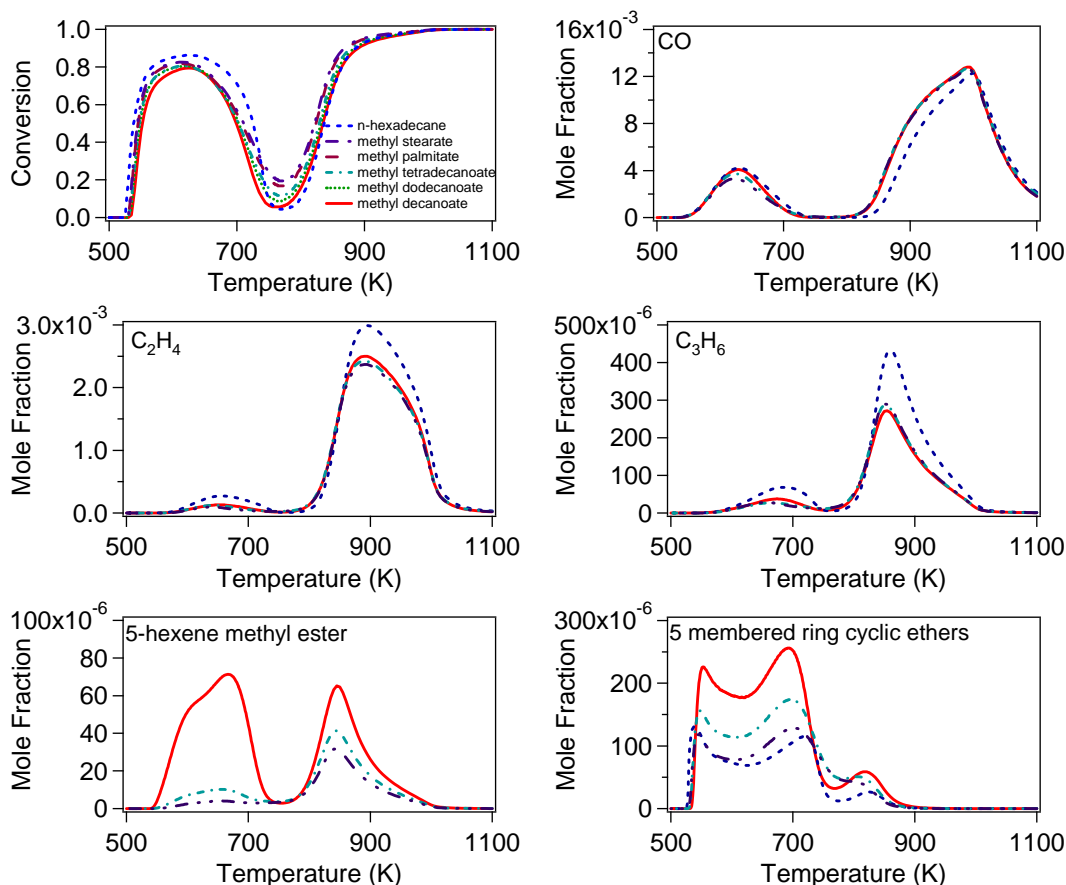 Conversion
1.0
0.8
0.6
0.4
0.2
0.0
n-hexadecane
methyl stearate
methyl palmitate
methyl tetradecanoate
methyl dodecanoate
methyl decanoate
500 700 900 1100
Temperature (K)
Mole Fraction
16x10-3
12
8
4
0
CO
500 700 900 1100
Temperature (K)
Mole Fraction
3.0x10-3
2.0
1.0
0.0
C2H4
500 700 900 1100
Temperature (K)
Mole Fraction
500x10-6
400
300
200
100
0
C3H6
500 700 900 1100
Temperature (K)
Mole Fraction
100x10-6
80
60
40
20
0
5-hexene methyl ester
500 700 900 1100
Temperature (K)
Mole Fraction
300x10-6
200
100
0
5 membered ring cyclic ethers
500 700 900 1100
Temperature (K)